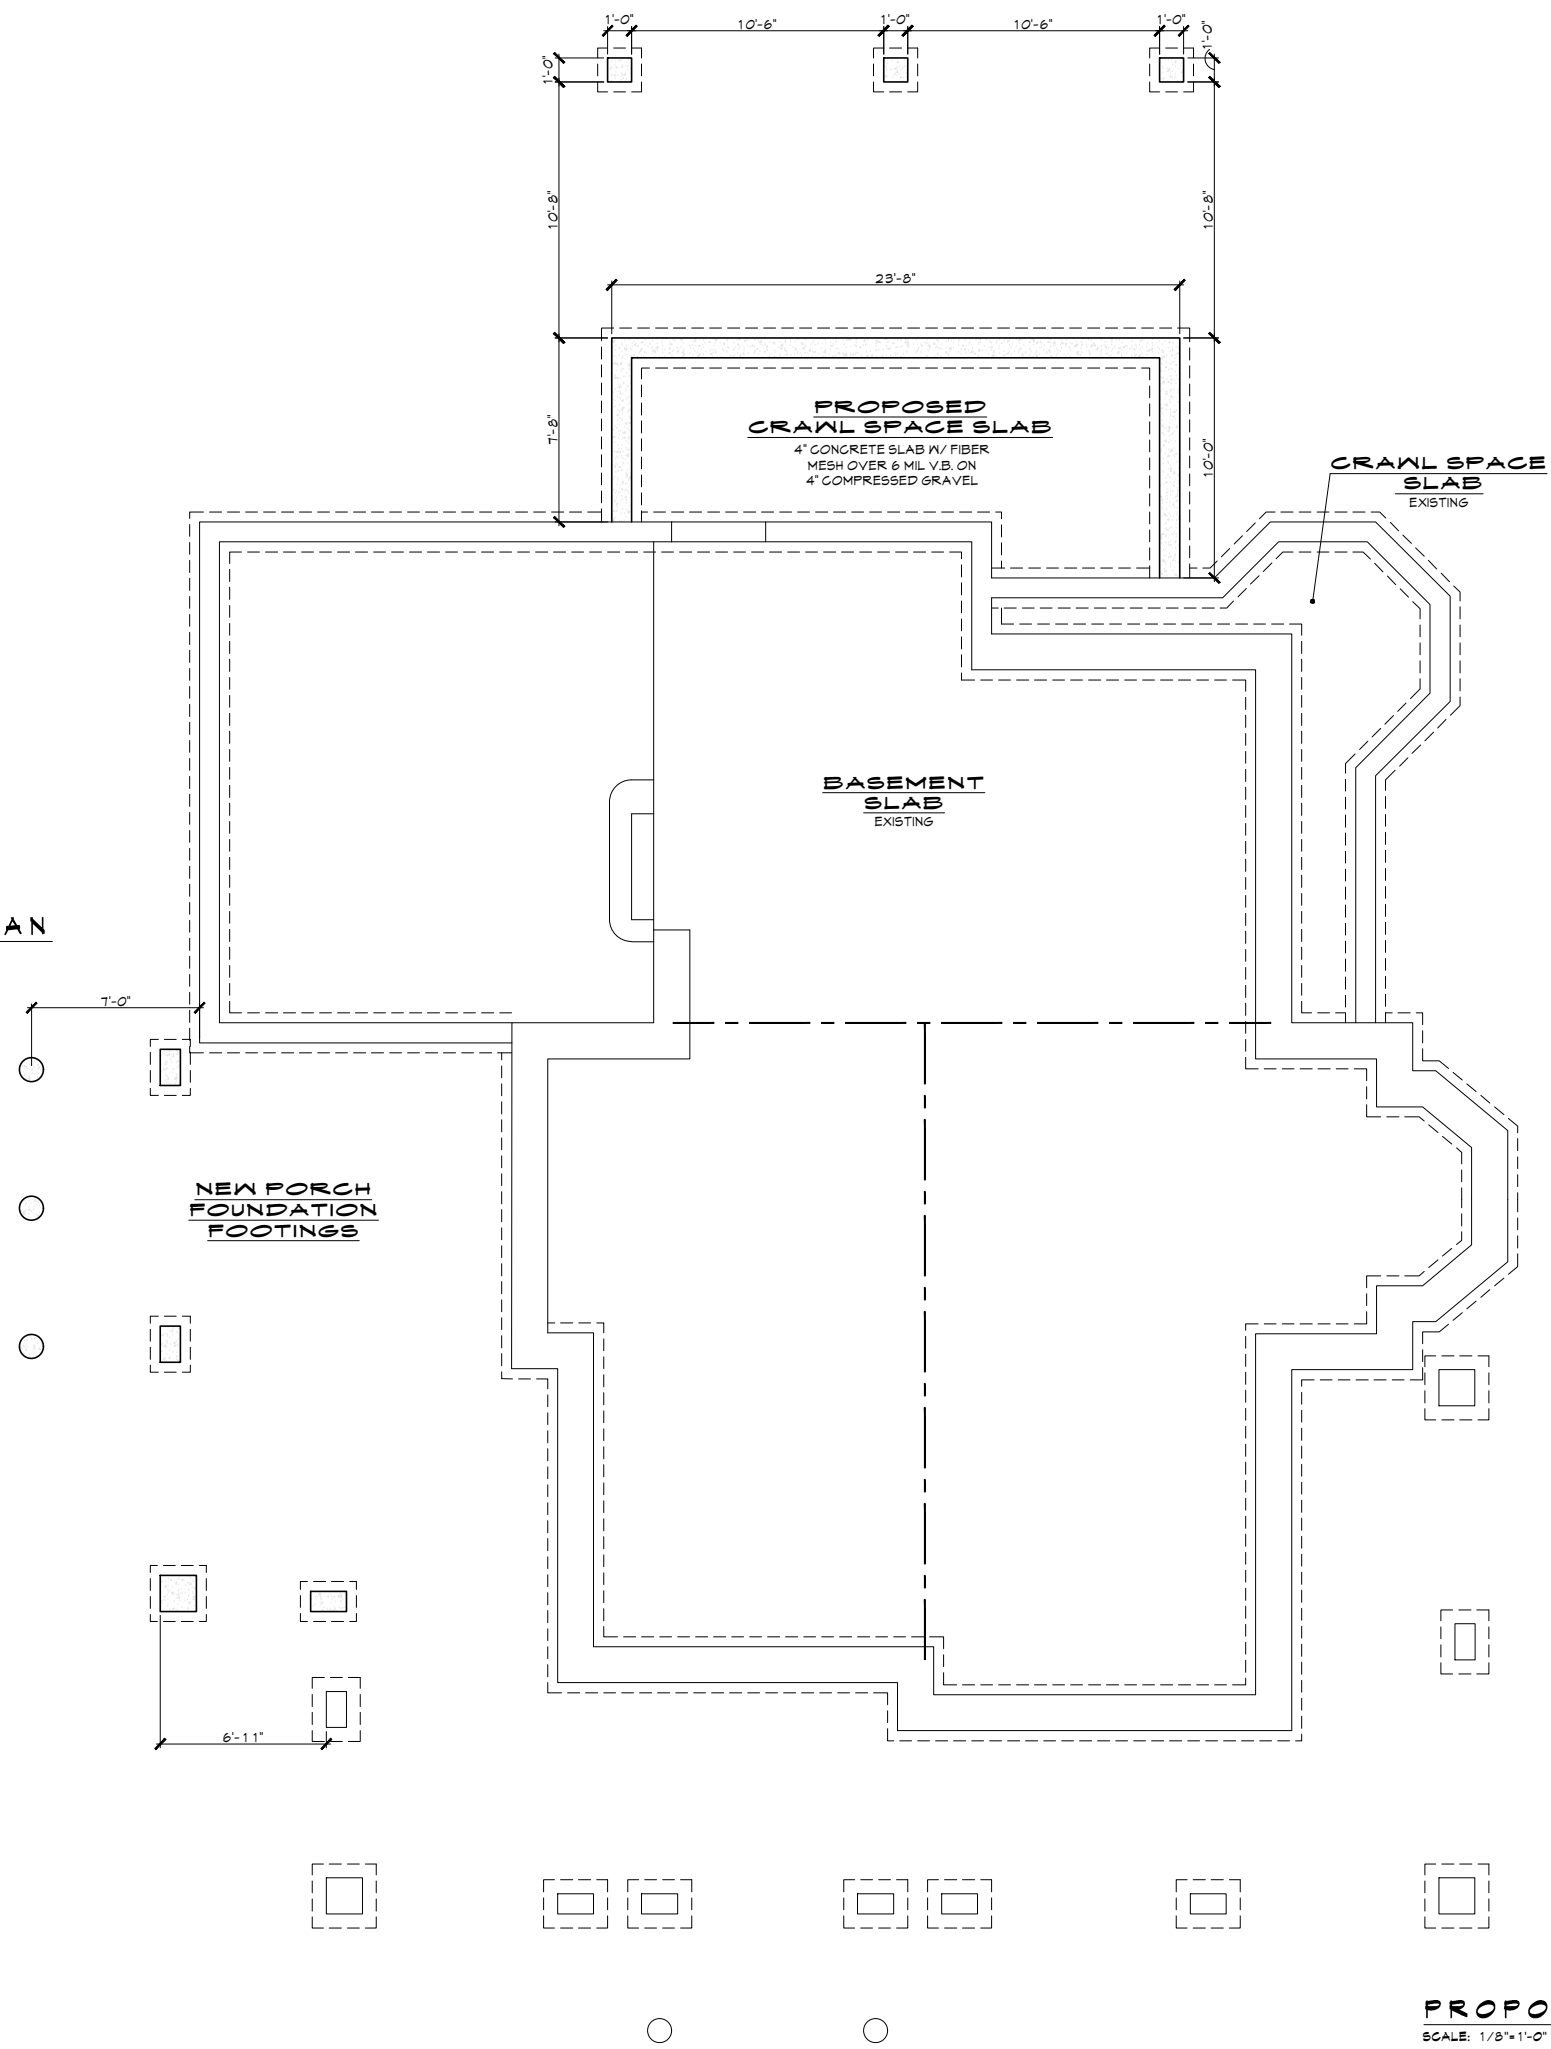 1'-0"
10'-6"
1'-0"
10'-6"
1'-0"
1'-0"
1'-0"
10'-8"
10'-8"
23'-8"
7'-8"
10'-0"
PROPOSED
CRAWL SPACE SLAB
4" CONCRETE SLAB W/ FIBER
MESH OVER 6 MIL V.B. ON
4" COMPRESSED GRAVEL
CRAWL SPACE
SLAB
EXISTING
BASEMENT
SLAB
EXISTING
AN
7'-0"
NEW PORCH
FOUNDATION
FOOTINGS
6'-11"
PROPO
SCALE: 1/8"=1'-0"